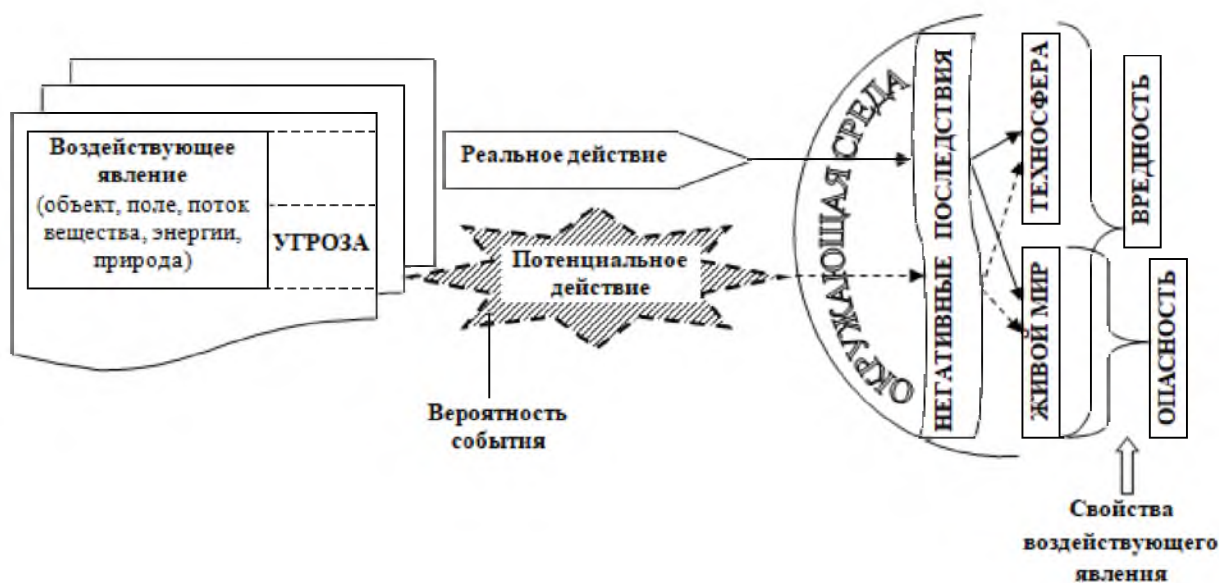 Воздействующее
явление
(объект, поле, поток
вещества, энергии,
природа)
УГРОЗА
Реальное действие
Потенциальное
действие
Вероятность
события
ОКРУЖАЮЩАЯ СРЕДА
НЕГАТИВНЫЕ ПОСЛЕДСТВИЯ
ТЕХНОСФЕРА
ЖИВОЙ МИР
ВРЕДНОСТЬ
ОПАСНОСТЬ
Свойства
воздействующего
явления